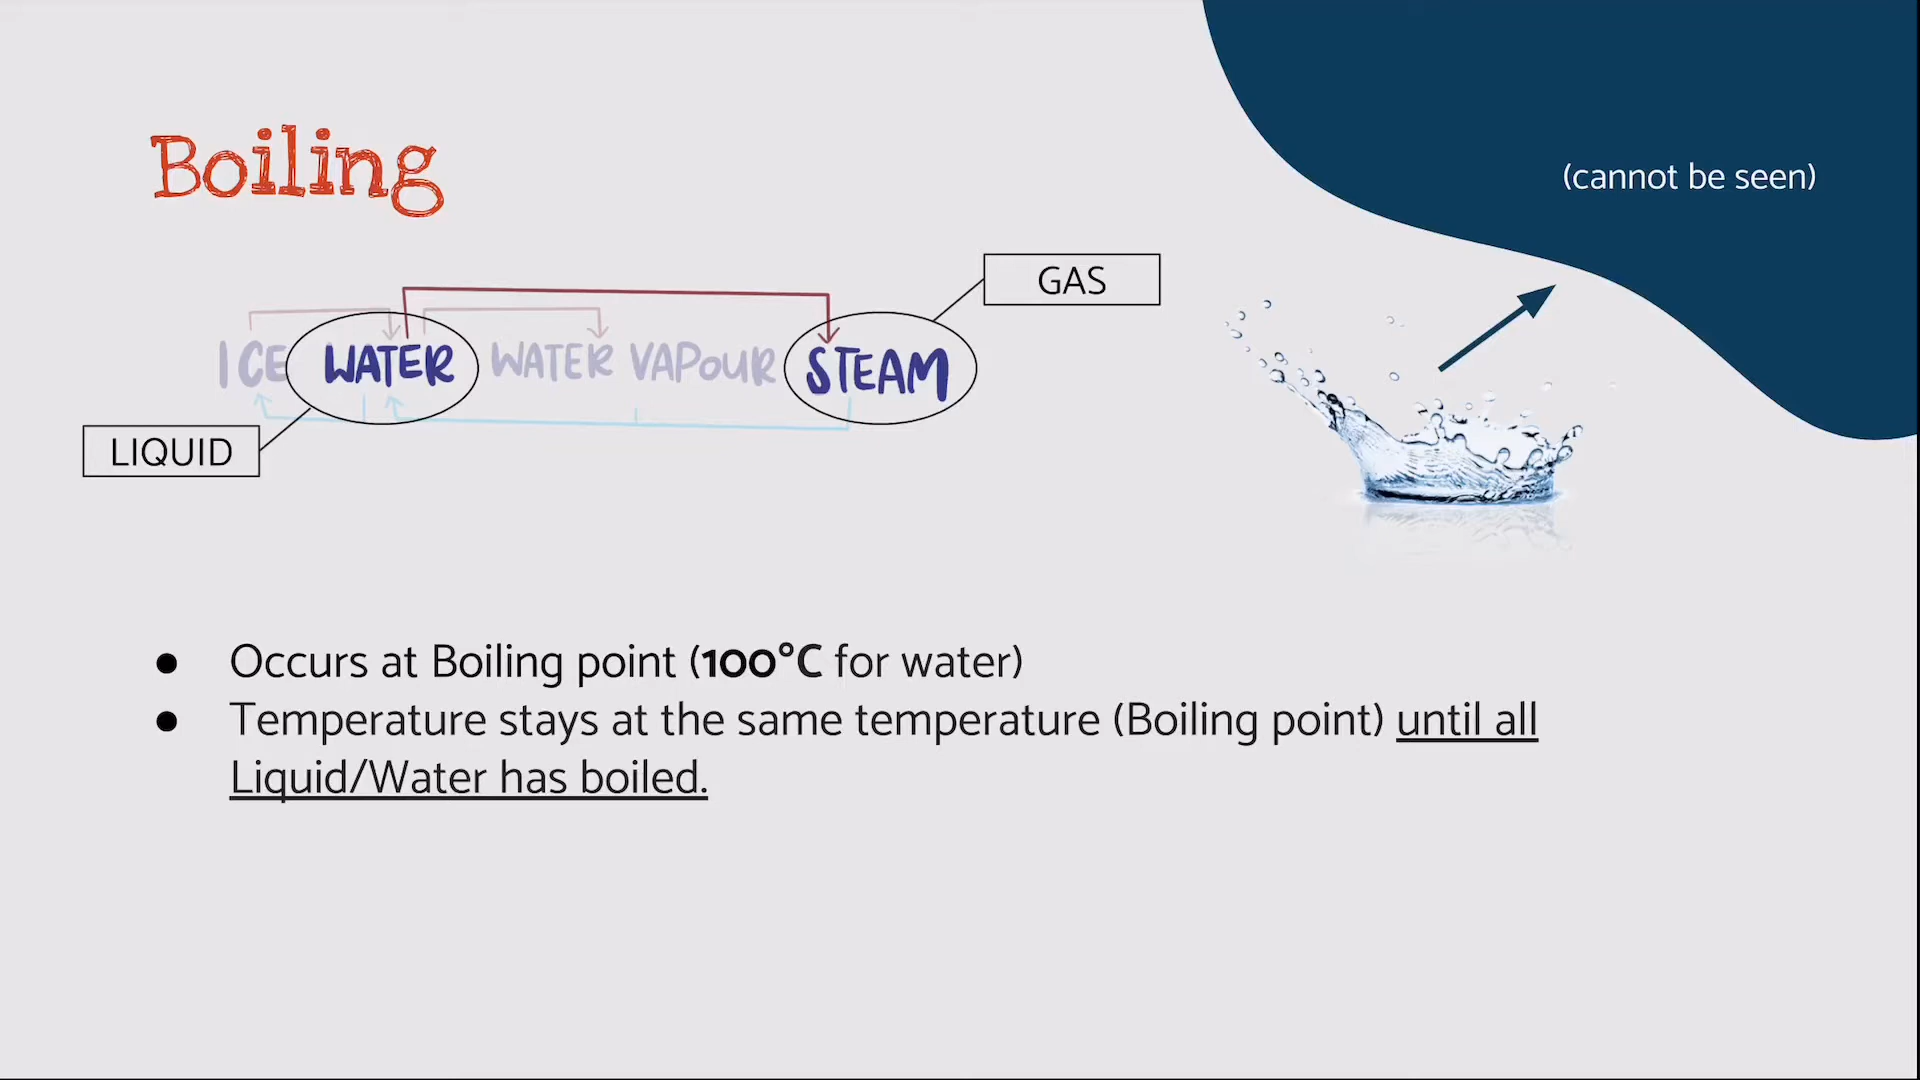 Boiling
(cannot be seen)
GAS
ICE WATER WATER VAPOUR STEAM
LIQUID
● Occurs at Boiling point (100°C for water)
● Temperature stays at the same temperature (Boiling point) until all
Liquid/Water has boiled.